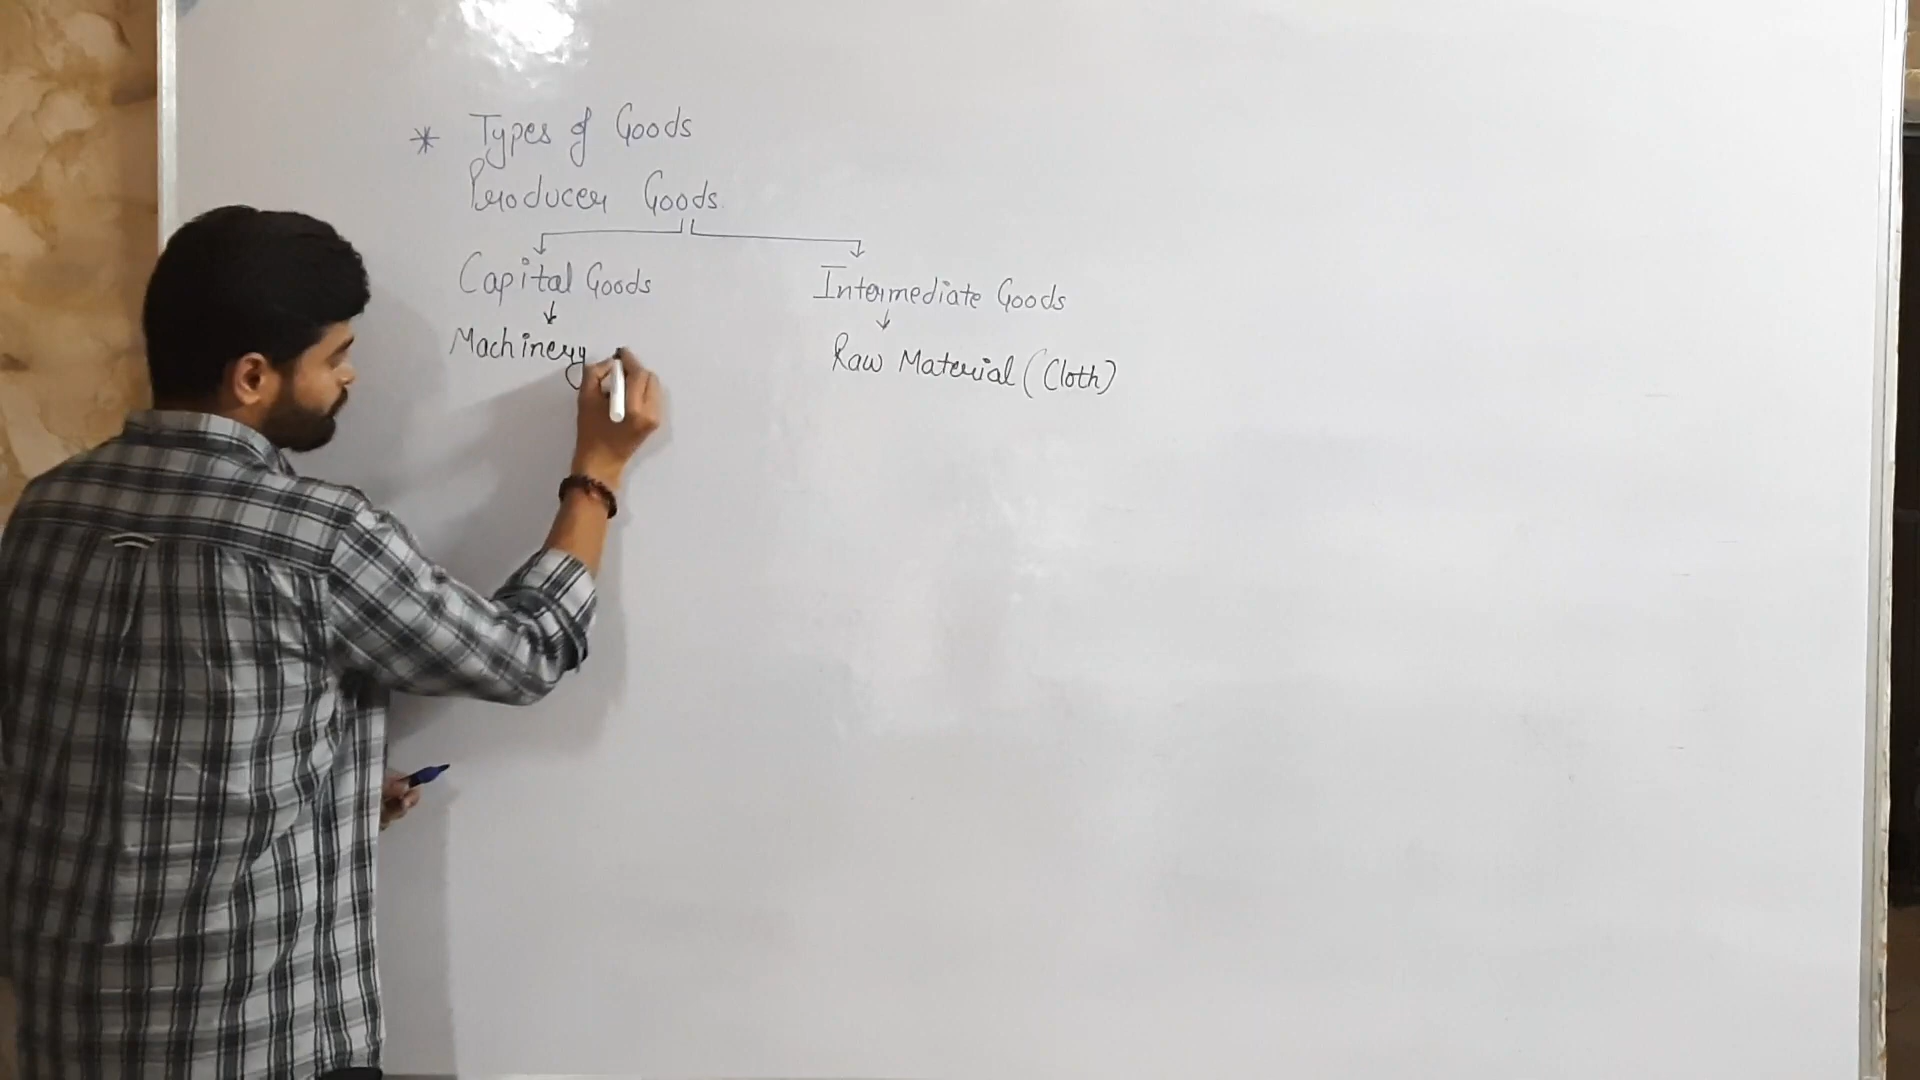 * Types of Goods
Producer Goods.
Capital Goods
Intermediate Goods
Machinery
Raw Material (Cloth)